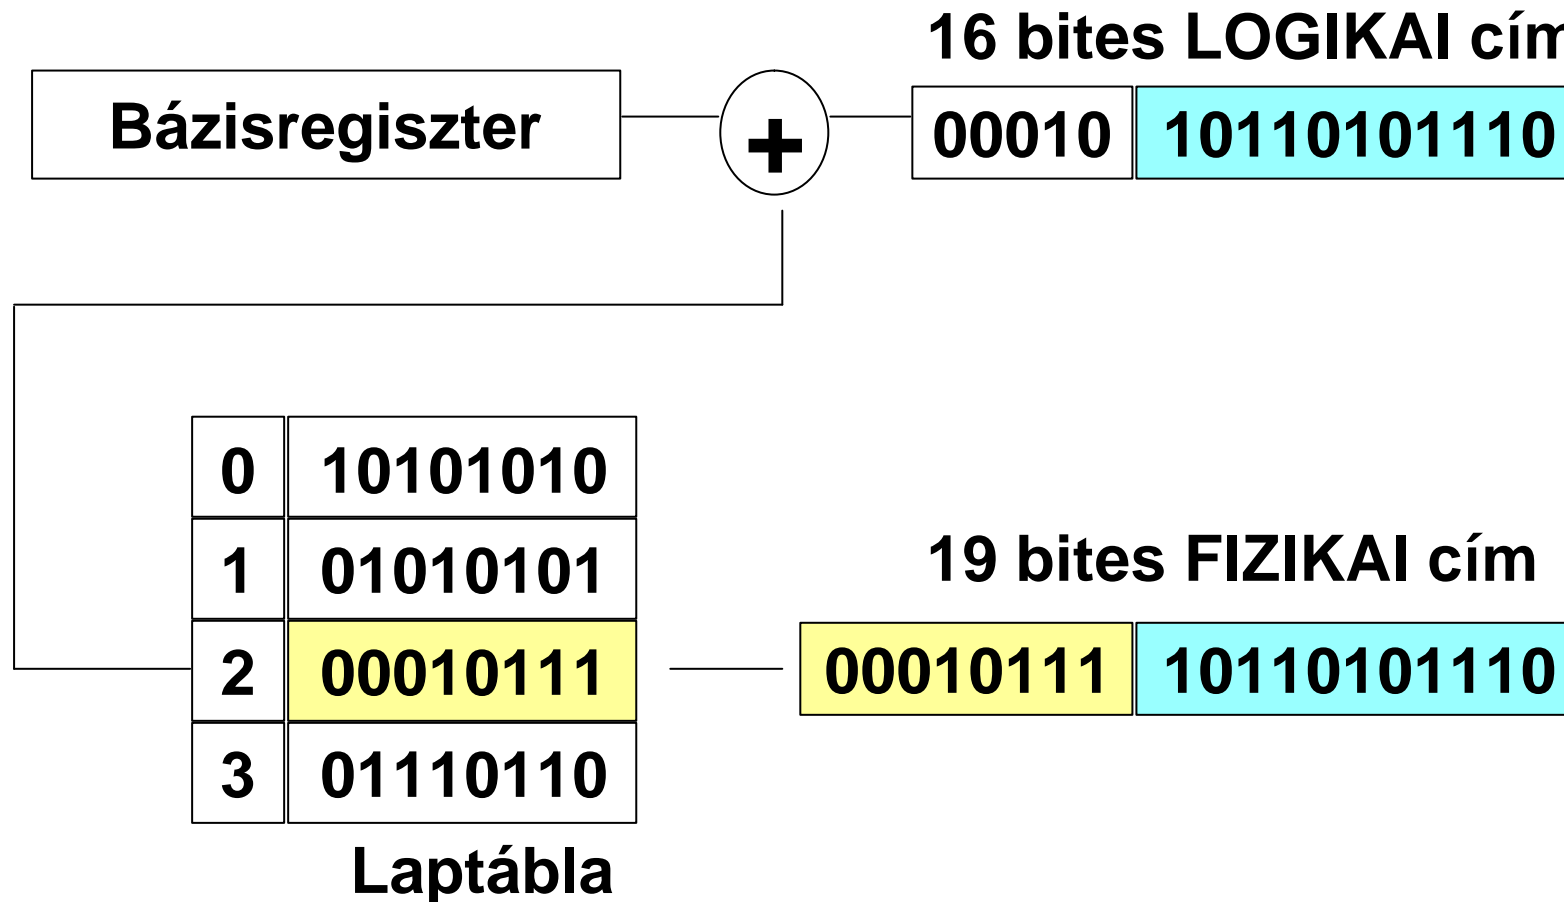 16 bites LOGIKAI cím
Bázisregiszter + 00010 10110101110
0 10101010
1 01010101
19 bites FIZIKAI cím
2 00010111 00010111 10110101110
3 01110110
Laptábla